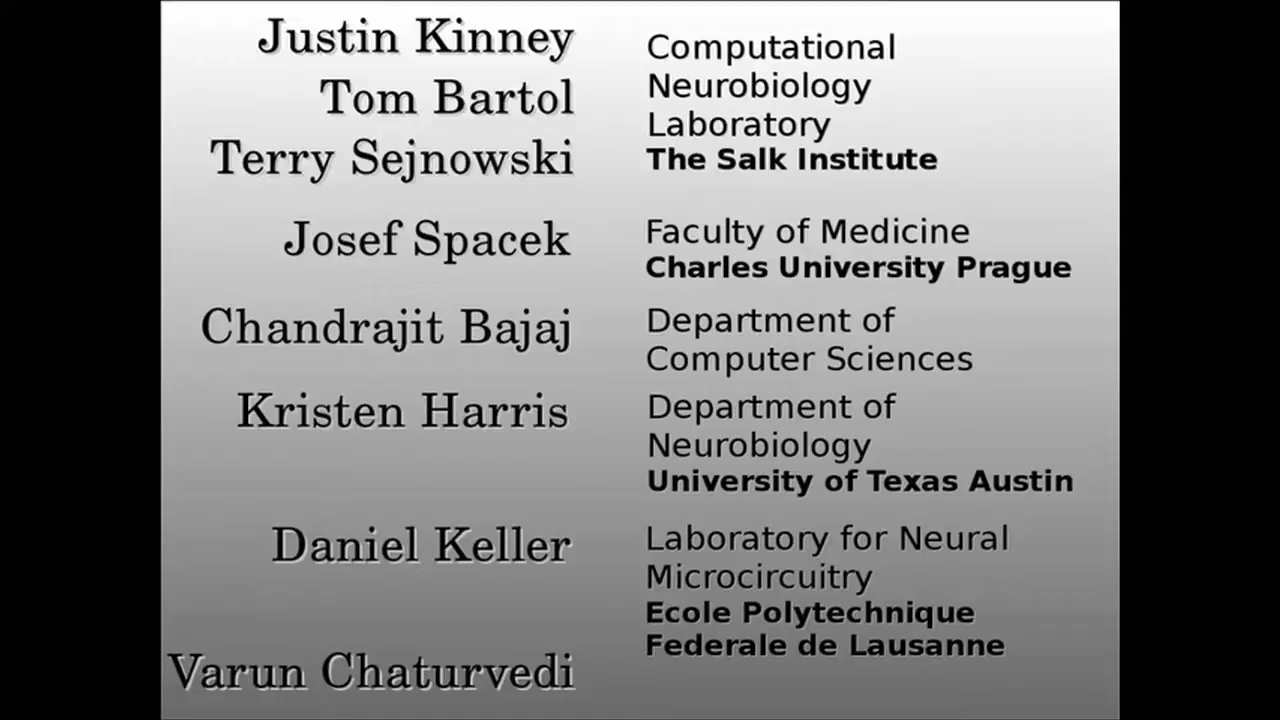 Justin Kinney
Tom Bartol
Terry Sejnowski
Computational
Neurobiology
Laboratory
The Salk Institute
Josef Spacek
Faculty of Medicine
Charles University Prague
Chandrajit Bajaj
Department of
Computer Sciences
Kristen Harris
Department of
Neurobiology
University of Texas Austin
Daniel Keller
Laboratory for Neural
Microcircuitry
Ecole Polytechnique
Federale de Lausanne
Varun Chaturvedi